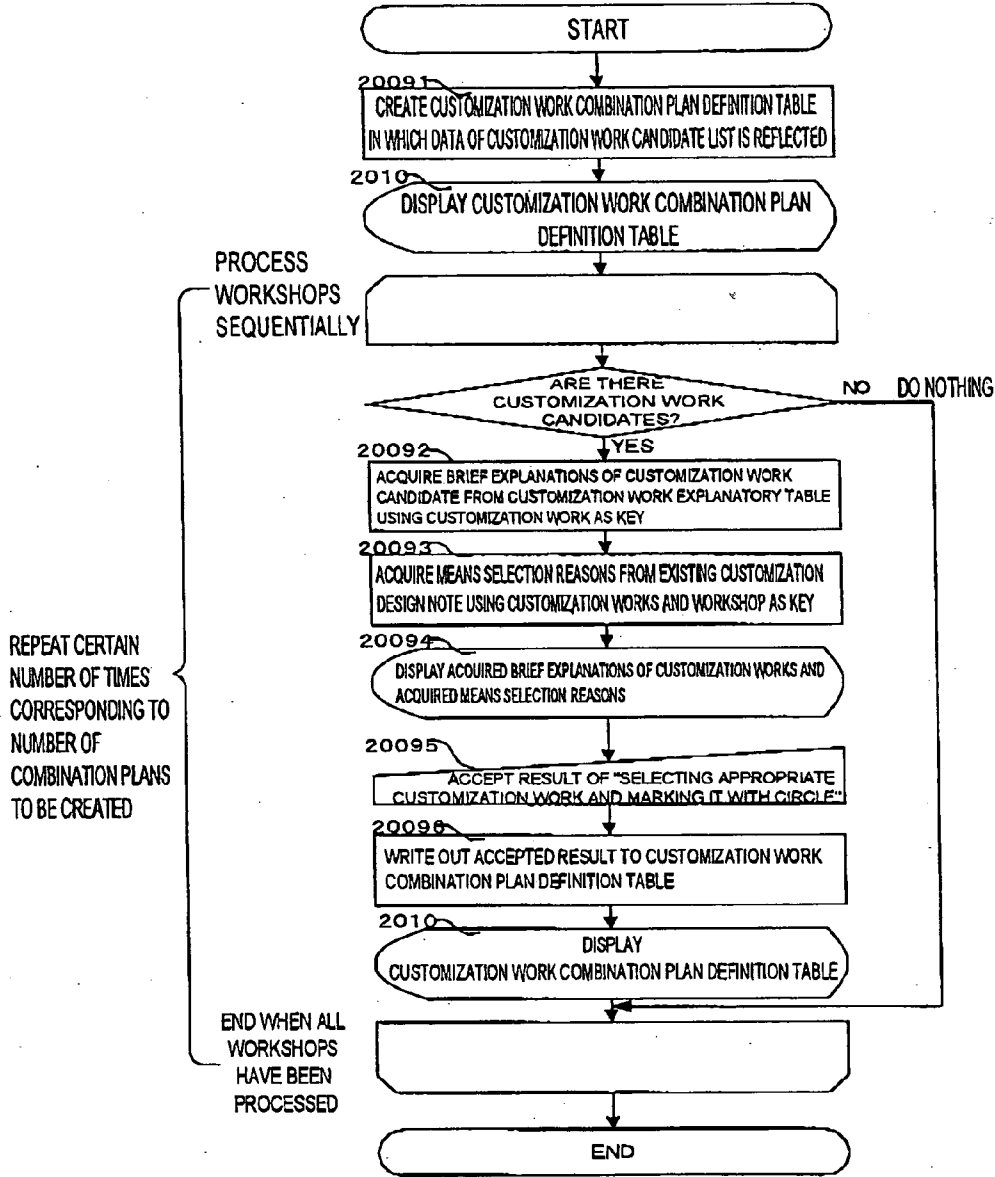 START
20091
CREATE CUSTOMIZATION WORK COMBINATION PLAN DEFINITION TABLE
IN WHICH DATA OF CUSTOMIZATION WORK CANDIDATE LIST IS REFLECTED
2010
DISPLAY CUSTOMIZATION WORK COMBINATION PLAN
DEFINITION TABLE
PROCESS
WORKSHOPS
SEQUENTIALLY
ARE THERE
CUSTOMIZATION WORK
CANDIDATES?
NO DO NOTHING
YES
20092
ACQUIRE BRIEF EXPLANATIONS OF CUSTOMIZATION WORK
CANDIDATE FROM CUSTOMIZATION WORK EXPLANATORY TABLE
USING CUSTOMIZATION WORK AS KEY
20093
ACQUIRE MEANS SELECTION REASONS FROM EXISTING CUSTOMIZATION
DESIGN NOTE USING CUSTOMIZATION WORKS AND WORKSHOP AS KEY
20094
DISPLAY ACQUIRED BRIEF EXPLANATIONS OF CUSTOMIZATION WORKS AND
ACQUIRED MEANS SELECTION REASONS
REPEAT CERTAIN
NUMBER OF TIMES
CORRESPONDING TO
NUMBER OF
COMBINATION PLANS
TO BE CREATED
20095
ACCEPT RESULT OF "SELECTING APPROPRIATE
CUSTOMIZATION WORK AND MARKING IT WITH CIRCLE"
20096
WRITE OUT ACCEPTED RESULT TO CUSTOMIZATION WORK
COMBINATION PLAN DEFINITION TABLE
2010
DISPLAY
CUSTOMIZATION WORK COMBINATION PLAN DEFINITION TABLE
END WHEN ALL
WORKSHOPS
HAVE BEEN
PROCESSED
END